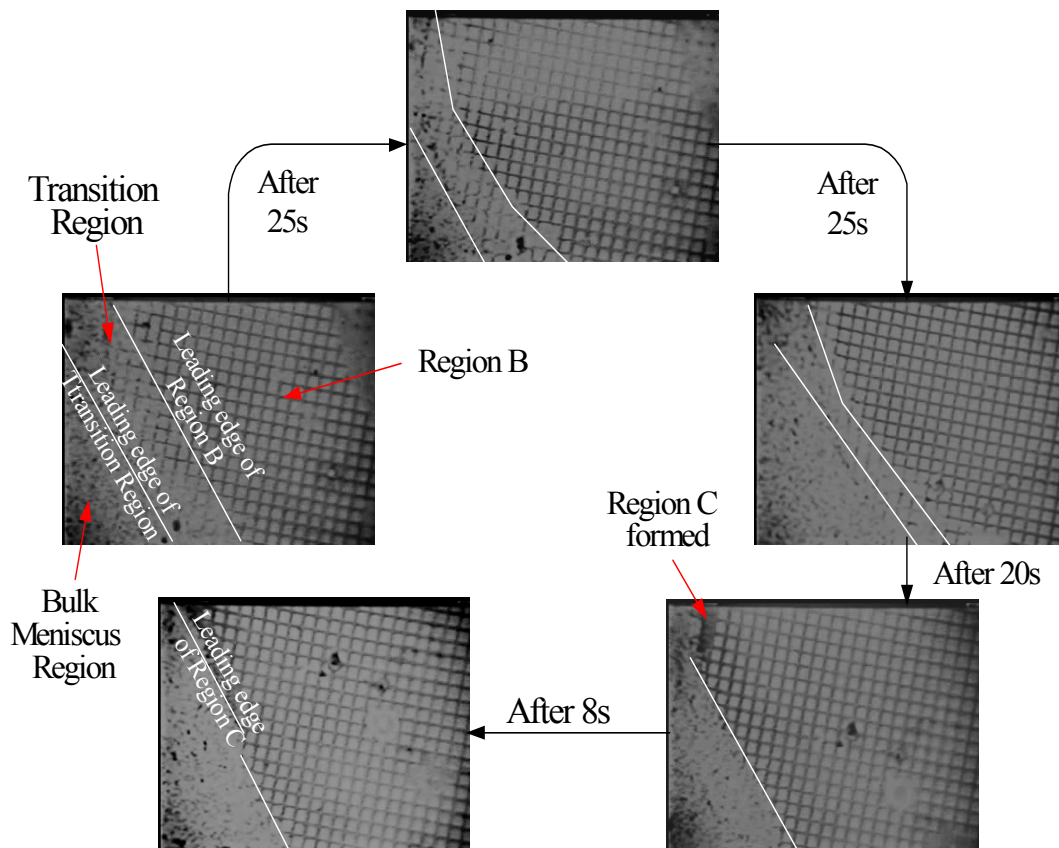 After
25s
After
25s
Transition
Region
Region B
Leading edge of
Region B
Leading edge of
Ttransition Region
Bulk
Meniscus
Region
Region C
formed
After 20s
After 8s
Leading edge
of Region C